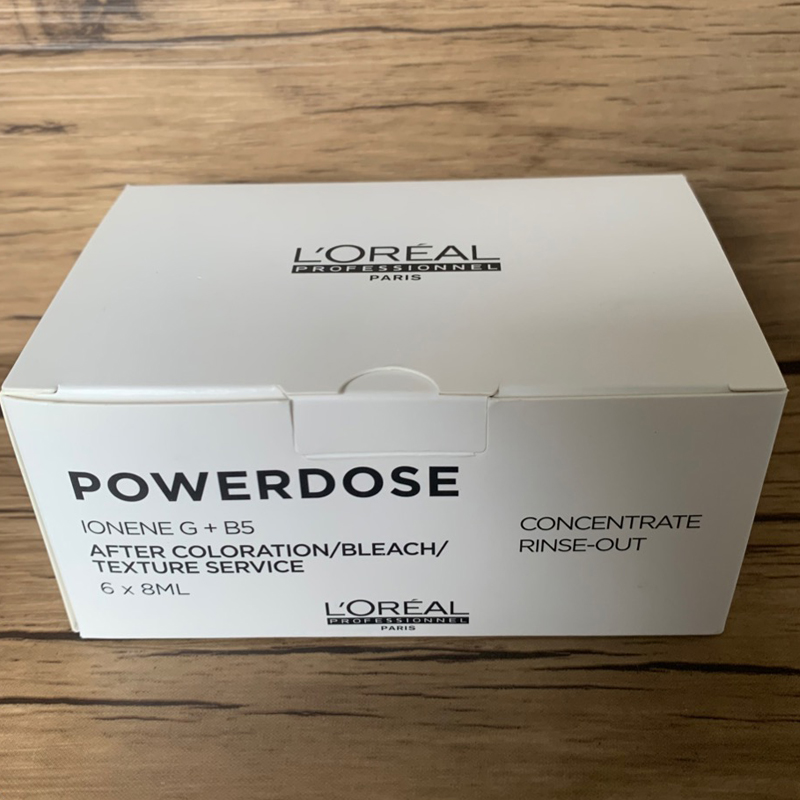 L'ORÉAL
PROFESSIONNEL
PARIS
POWERDOSE
IONENE G + B5
AFTER COLORATION/BLEACH/
TEXTURE SERVICE
6 x 8ML
CONCENTRATE
RINSE-OUT
L'ORÉAL
PROFESSIONNEL
PARIS